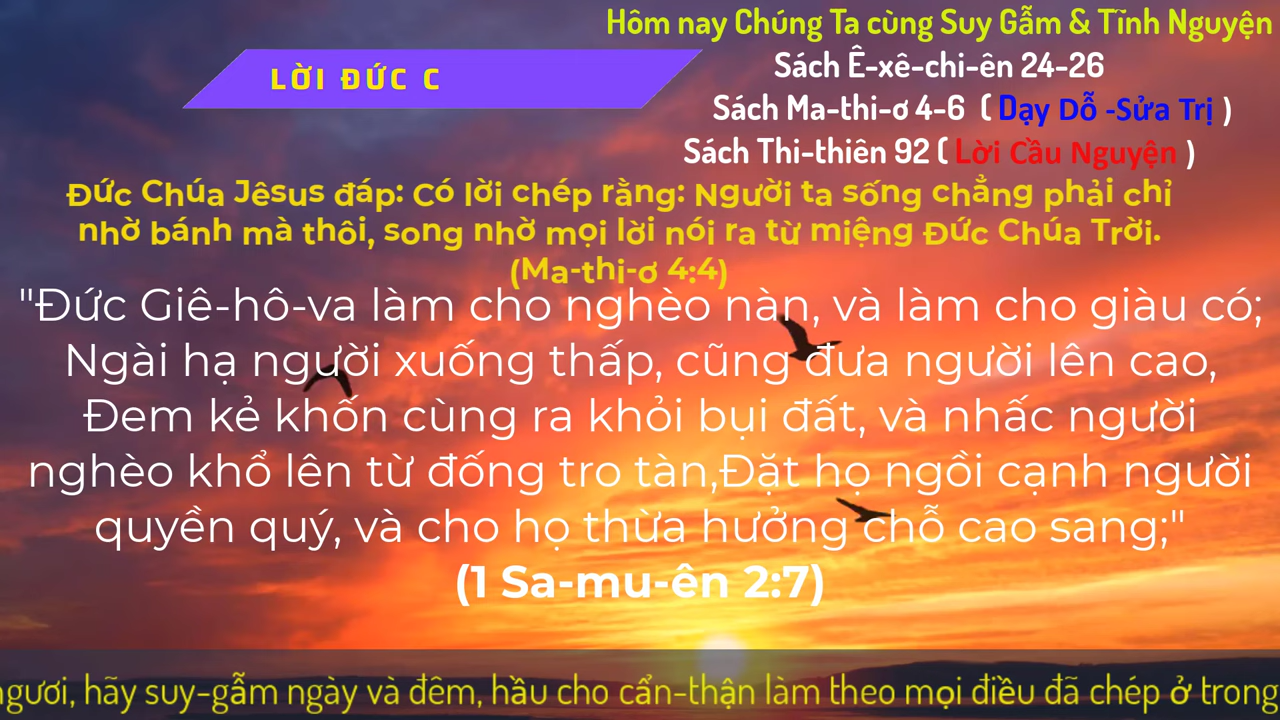 Hôm nay Chúng Ta cùng Suy Gẫm & Tĩnh Nguyện
LỜI ĐỨC C
Sách Ê-xê-chi-ên 24-26
Sách Ma-thi-ơ 4-6 ( Dạy Dỗ -Sửa Trị )
Sách Thi-thiên 92 ( Lời Cầu Nguyện )
Đức Chúa Jêsus đáp: Có lời chép rằng: Người ta sống chẳng phải chỉ
nhờ bánh mà thôi, song nhờ mọi lời nói ra từ miệng Đức Chúa Trời.
(Ma-thi-ơ 4:4)
"Đức Giê-hô-va làm cho nghèo nàn, và làm cho giàu có;
Ngài hạ người xuống thấp, cũng đưa người lên cao,
Đem kẻ khốn cùng ra khỏi bụi đất, và nhấc người
nghèo khổ lên từ đống tro tàn,Đặt họ ngồi cạnh người
quyền quý, và cho họ thừa hưởng chỗ cao sang;"
(1 Sa-mu-ên 2:7)
ngươi, hãy suy-gẫm ngày và đêm, hầu cho cẩn-thận làm theo mọi điều đã chép ở trong